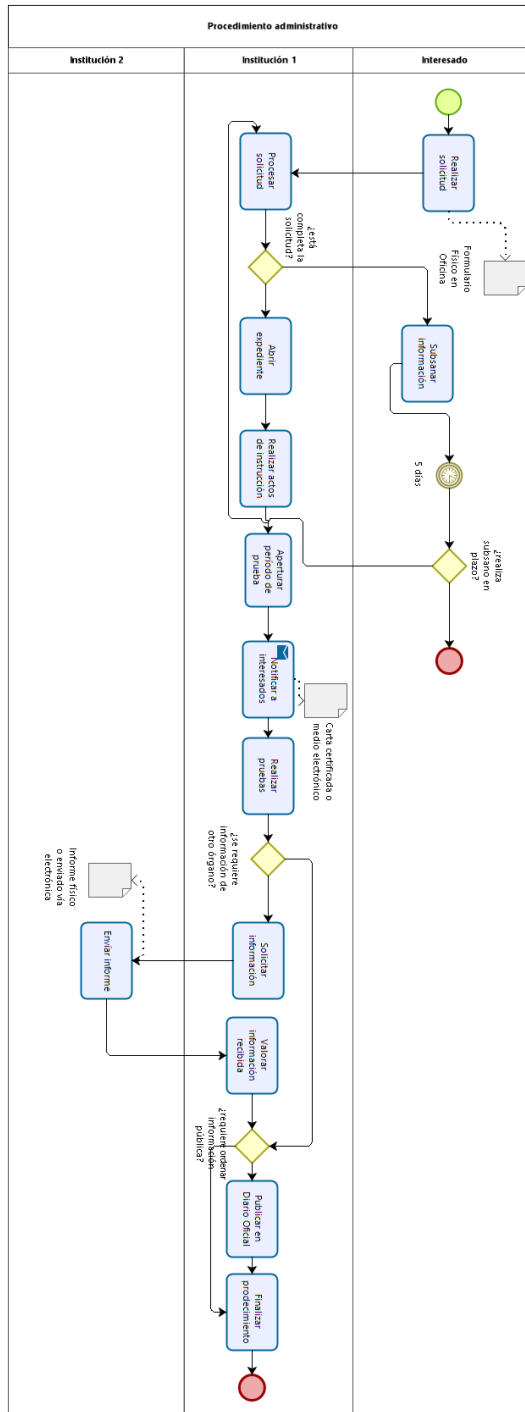 Procedimiento administrativo
Institución 2
Institución 1
Interesado
Realizar
solicitud
Formulario
Físico en
Oficina
Procesar
solicitud
¿está
completa la
solicitud?
Subsanar
información
5 días
¿realiza
subsano en
plazo?
Abrir
expediente
Realizar actos
de instrucción
Aperturar
período de
prueba
Notificar a
interesados
Carta certificada o
medio electrónico
Realizar
pruebas
¿se requiere
información de
otro órgano?
Solicitar
información
Informe físico
o enviado vía
electrónica
Enviar informe
Valorar
información
recibida
¿requiere ordenar
información
pública?
Publicar en
Diario Oficial
Finalizar
prodecimiento